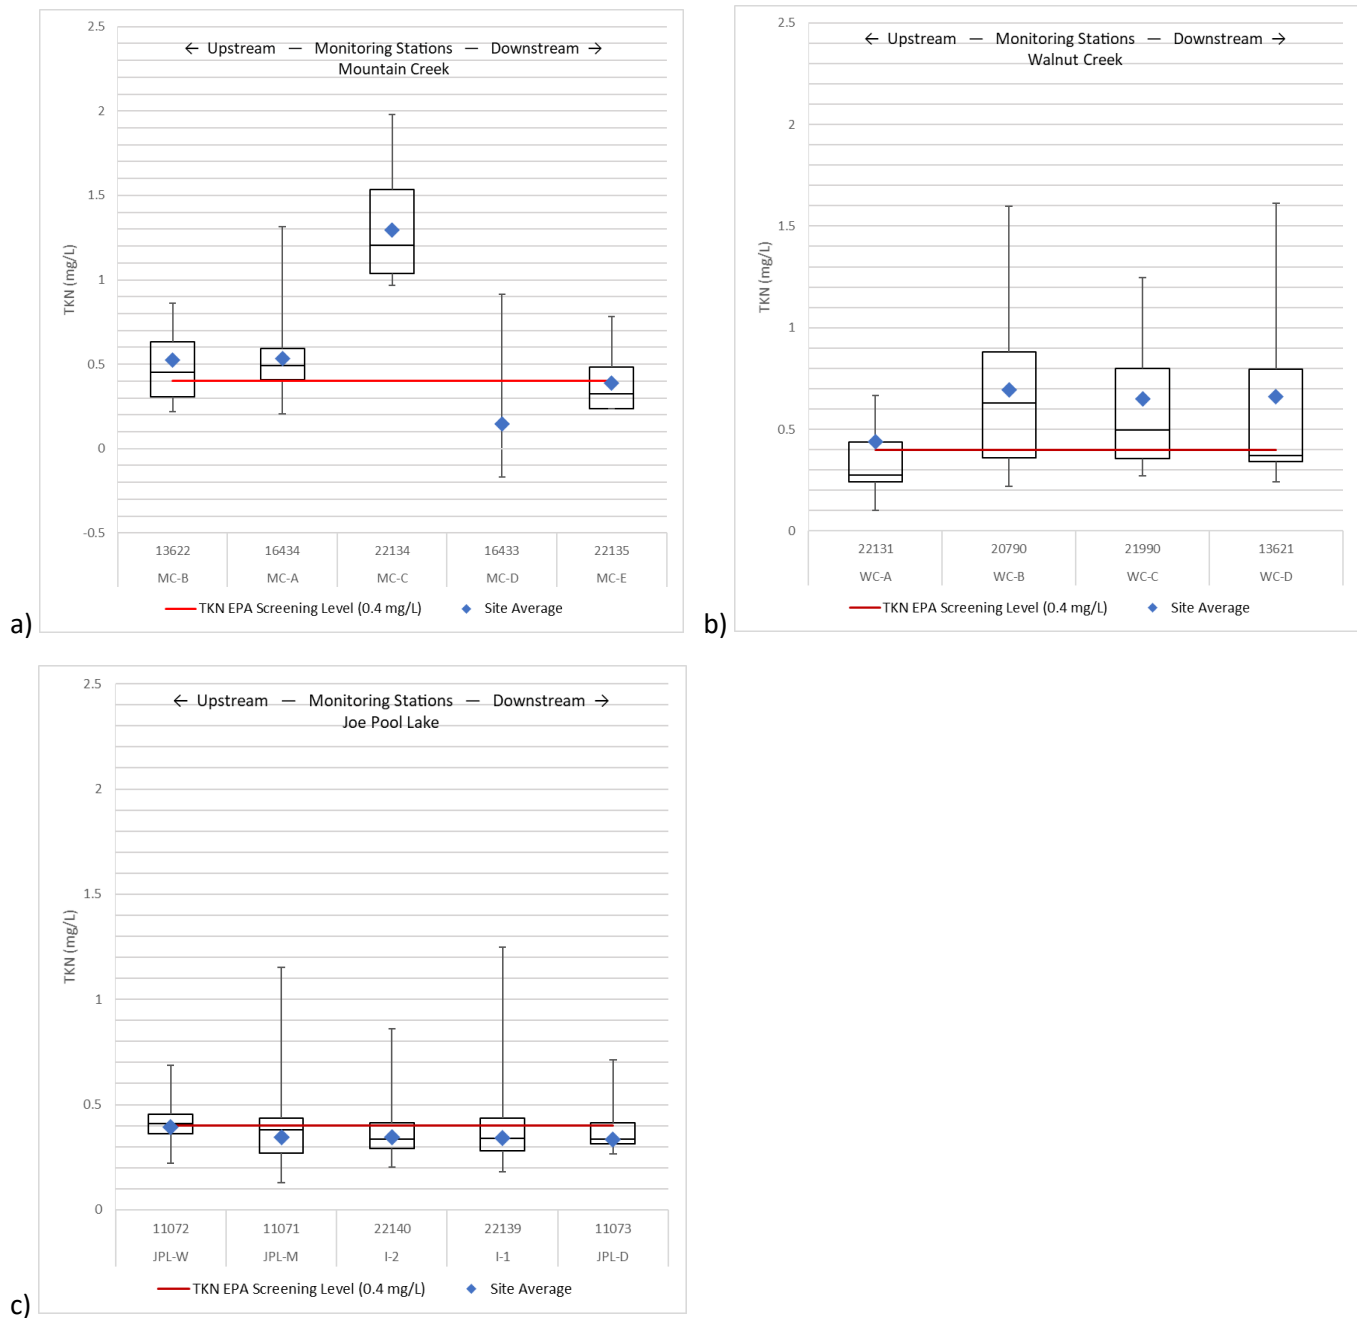 ← Upstream — Monitoring Stations — Downstream →
Mountain Creek
TKN (mg/L)
2.5
2
1.5
1
0.5
0
-0.5
13622 16434 22134 16433 22135
MC-B MC-A MC-C MC-D MC-E
TKN EPA Screening Level (0.4 mg/L) Site Average
a)
← Upstream — Monitoring Stations — Downstream →
Walnut Creek
TKN (mg/L)
2.5
2
1.5
1
0.5
0
22131 20790 21990 13621
WC-A WC-B WC-C WC-D
TKN EPA Screening Level (0.4 mg/L) Site Average
b)
← Upstream — Monitoring Stations — Downstream →
Joe Pool Lake
TKN (mg/L)
2.5
2
1.5
1
0.5
0
11072 11071 22140 22139 11073
JPL-W JPL-M I-2 I-1 JPL-D
TKN EPA Screening Level (0.4 mg/L) Site Average
c)